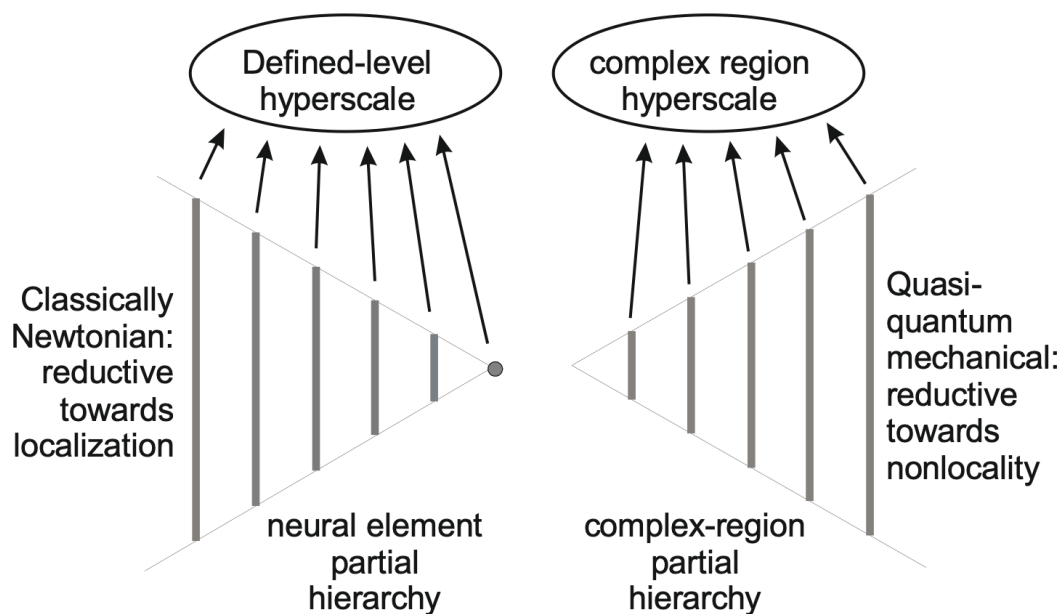 Defined-level
hyperscale
complex region
hyperscale
Classically
Newtonian:
reductive
towards
localization
Quasi-
quantum
mechanical:
reductive
towards
nonlocality
neural element
partial
hierarchy
complex-region
partial
hierarchy